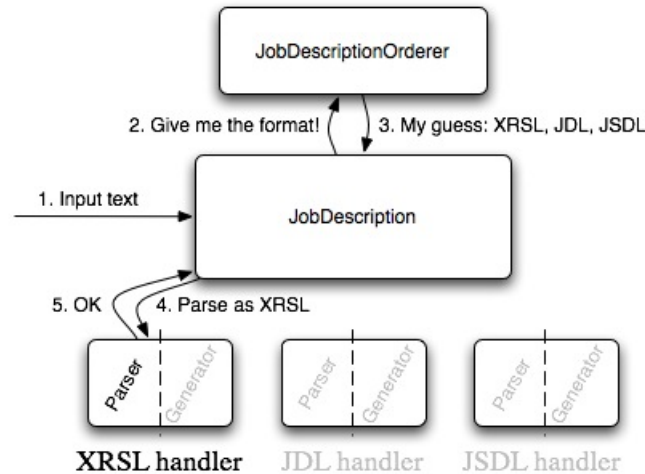 JobDescriptionOrderer
2. Give me the format!
3. My guess: XRSL, JDL, JSDL
1. Input text
JobDescription
5. OK
4. Parse as XRSL
Parser
Generator
Parser
Generator
Parser
Generator
XRSL handler
JDL handler
JSDL handler